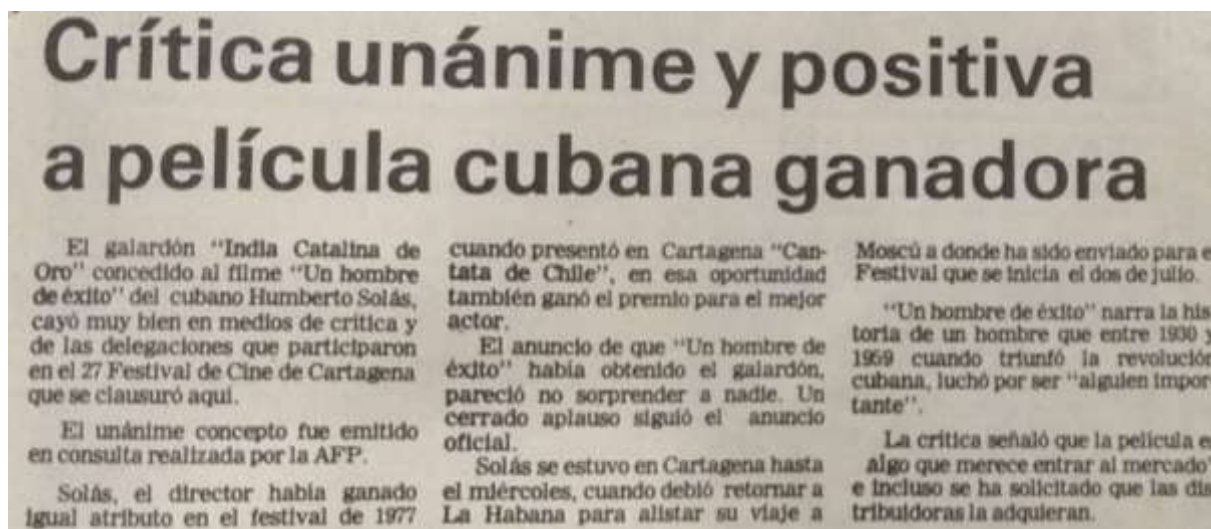 Crítica unánime y positiva
a película cubana ganadora
El galardón "India Catalina de
Oro" concedido al filme "Un hombre
de éxito" del cubano Humberto Solás,
cayó muy bien en medios de crítica y
de las delegaciones que participaron
en el 27 Festival de Cine de Cartagena
que se clausuró aquí.
El unánime concepto fue emitido
en consulta realizada por la AFP.
Solás, el director había ganado
igual atributo en el festival de 1977
cuando presentó en Cartagena "Can-
tata de Chile", en esa oportunidad
también ganó el premio para el mejor
actor.
El anuncio de que "Un hombre de
éxito" había obtenido el galardón,
pareció no sorprender a nadie. Un
cerrado aplauso siguió el anuncio
oficial.
Solás se estuvo en Cartagena hasta
el miércoles, cuando debió retornar a
La Habana para alistar su viaje a
Moscú a donde ha sido enviado para e
Festival que se inicia el dos de julio.
"Un hombre de éxito" narra la his
toria de un hombre que entre 1930 y
1959 cuando triunfó la revolución
cubana, luchó por ser "alguien impor
tante".
La crítica señaló que la película e
algo que merece entrar al mercado"
e incluso se ha solicitado que las dis
tribuidoras la adquieran.